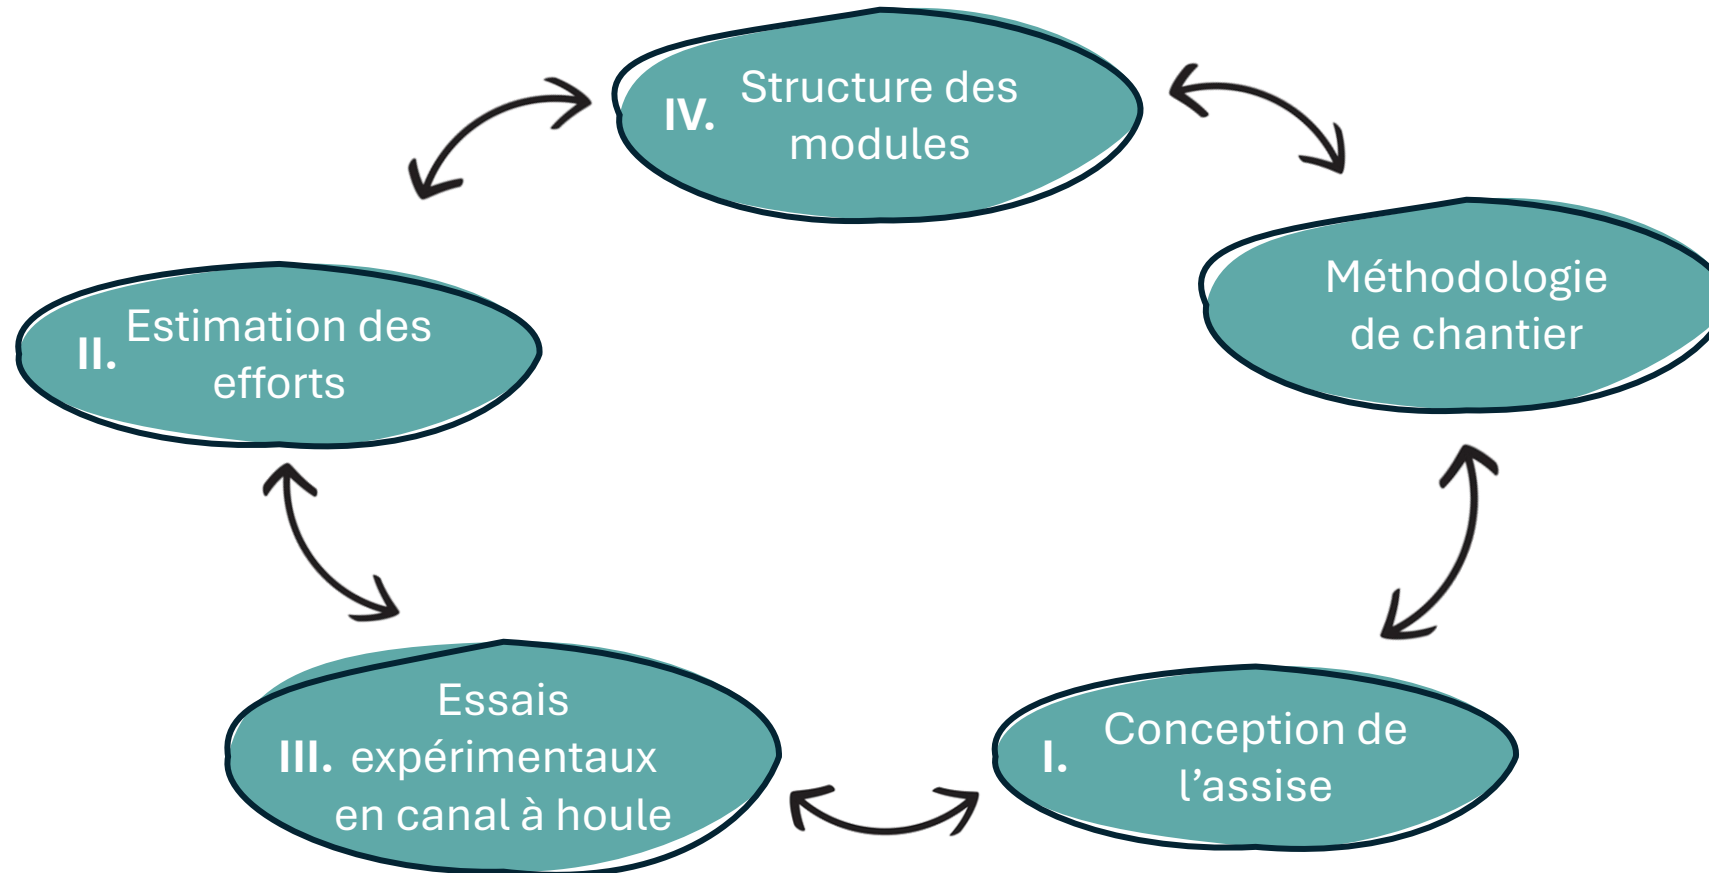 IV. Structure des
modules
Méthodologie
de chantier
II. Estimation des
efforts
Essais
III. expérimentaux
en canal à houle
I. Conception de
l’assise